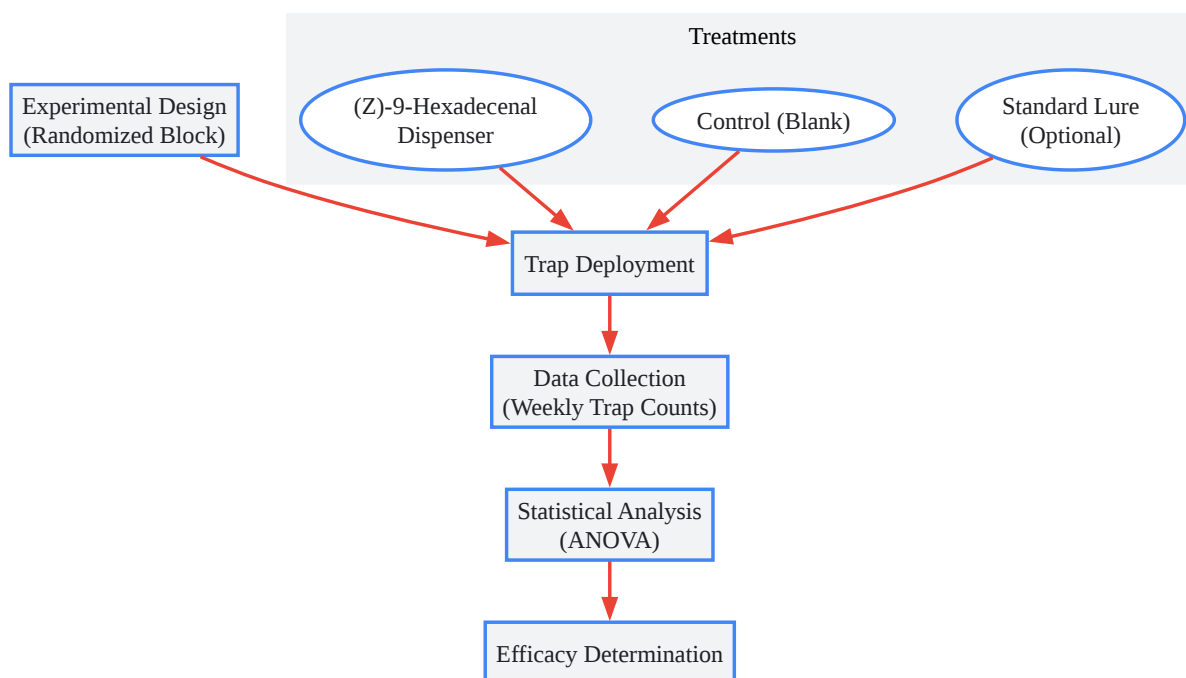 Treatments
Experimental Design
(Randomized Block)
(Z)-9-Hexadecenal
Dispenser
Control (Blank)
Standard Lure
(Optional)
Trap Deployment
Data Collection
(Weekly Trap Counts)
Statistical Analysis
(ANOVA)
Efficacy Determination